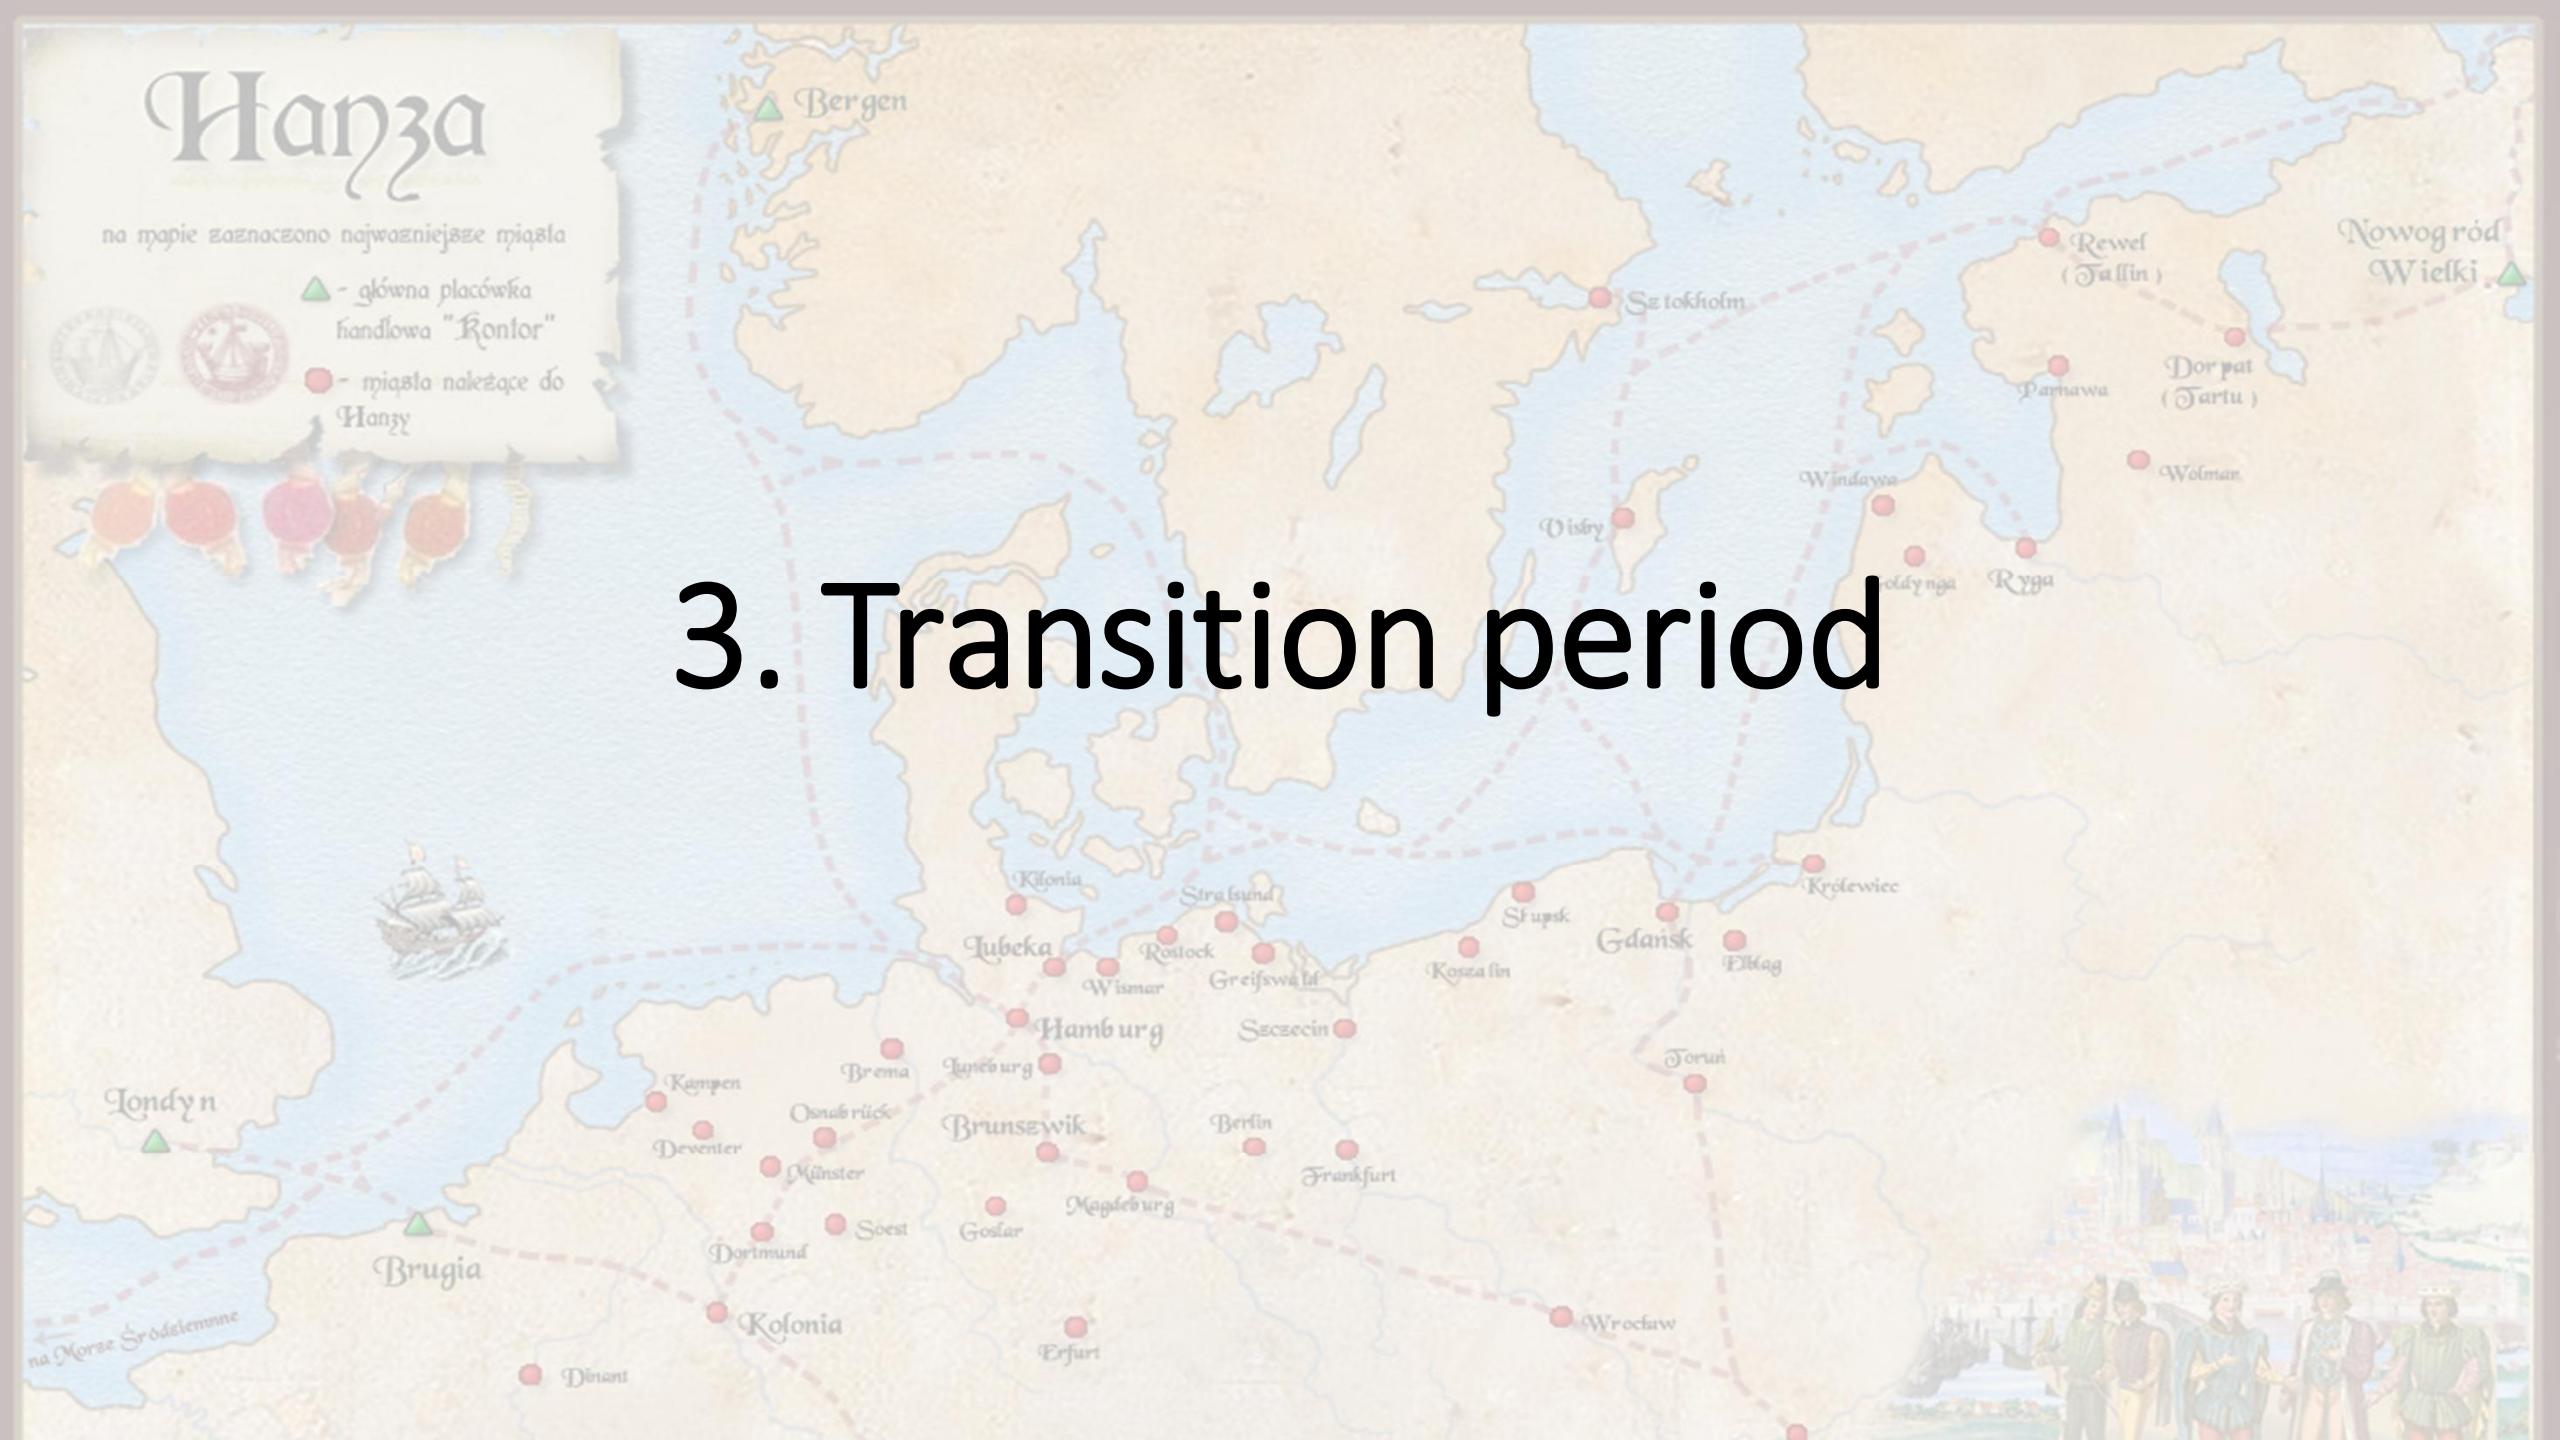 Hanza
na mapie zaznaczono najwazniejsze miasta
- główna placówka
handlowa "Kontor"
- miasta należące do
Hanzy
Bergen
Sztokholm
Rewel
(Tallin)
Nowogród
Wielki
Dorpat
(Tartu)
Parnawa
Wolmar
Windawa
Visby
Ryga
3. Transition period
Kilonia
Stralsund
Lubeka
Rostock
Wismar
Greifswald
Słupsk
Koszalin
Gdańsk
Elbląg
Królewiec
Hamburg
Szczecin
Brema
Luneburg
Toruń
Kampen
Londyn
Osnabrück
Deventer
Brunszwik
Berlin
Münster
Frankfurt
Magdeburg
Soest
Goslar
Dortmund
Brugia
Kolonia
Wrocław
Erfurt
Dinant
na Morze Śródziemnne